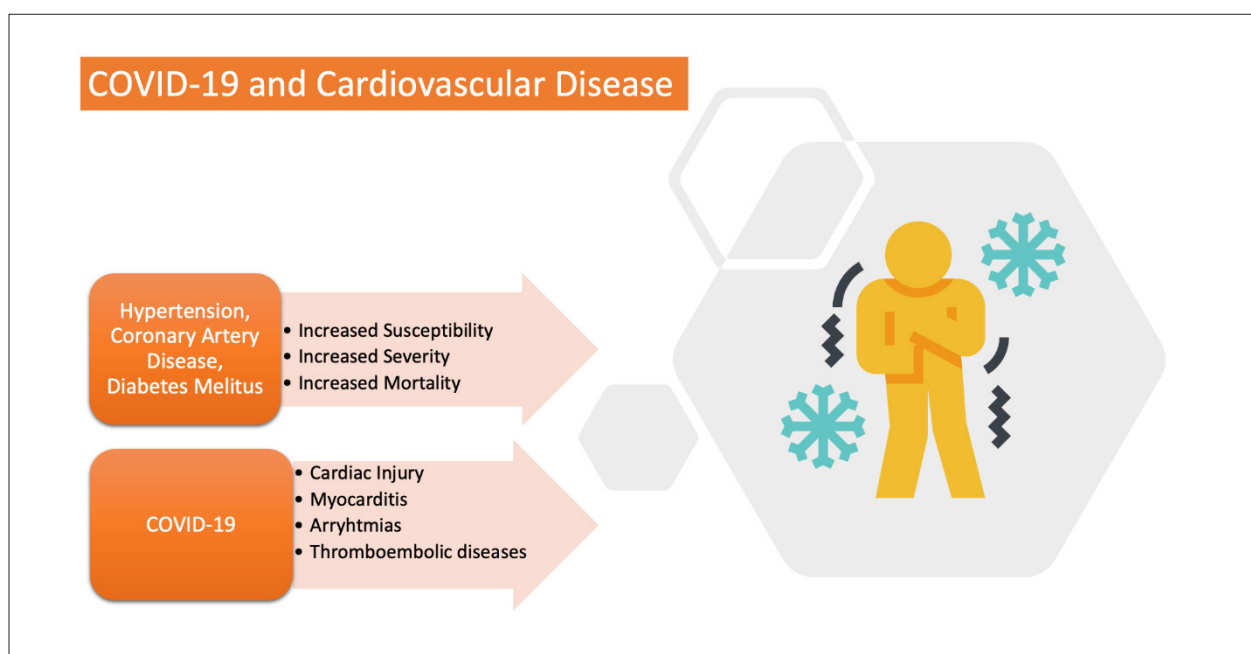 COVID-19 and Cardiovascular Disease
Hypertension,
Coronary Artery
Disease,
Diabetes Melitus
• Increased Susceptibility
• Increased Severity
• Increased Mortality
COVID-19
• Cardiac Injury
• Myocarditis
• Arryhtmias
• Thromboembolic diseases